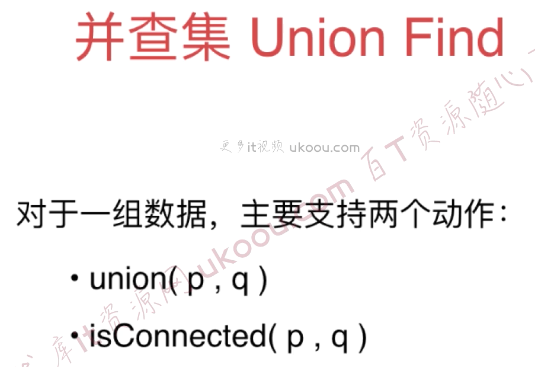 并查集 Union Find
更多it视频 ukoou.com
对于一组数据，主要支持两个动作：
• union( p , q )
• isConnected( p , q )
库it资源网 ukoou.com 百T资源随心